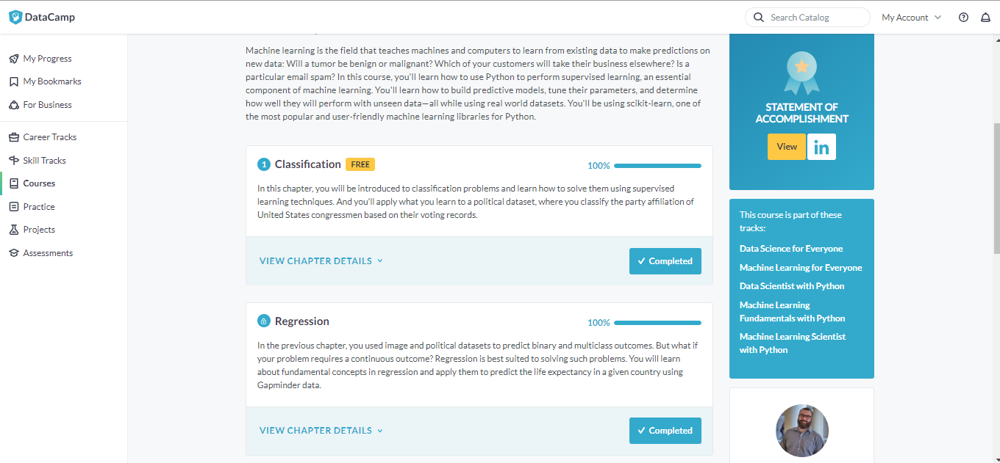 DataCamp
Search Catalog
My Account
My Progress
My Bookmarks
For Business
Career Tracks
Skill Tracks
Courses
Practice
Projects
Assessments
Machine learning is the field that teaches machines and computers to learn from existing data to make predictions on
new data: Will a tumor be benign or malignant? Which of your customers will take their business elsewhere? Is a
particular email spam? In this course, you'll learn how to use Python to perform supervised learning, an essential
component of machine learning. You'll learn how to build predictive models, tune their parameters, and determine
how well they will perform with unseen data—all while using real world datasets. You'll be using scikit-learn, one of
the most popular and user-friendly machine learning libraries for Python.
1 Classification FREE 100%
In this chapter, you will be introduced to classification problems and learn how to solve them using supervised
learning techniques. And you'll apply what you learn to a political dataset, where you classify the party affiliation of
United States congressmen based on their voting records.
VIEW CHAPTER DETAILS
Completed
Regression 100%
In the previous chapter, you used image and political datasets to predict binary and multiclass outcomes. But what if
your problem requires a continuous outcome? Regression is best suited to solving such problems. You will learn
about fundamental concepts in regression and apply them to predict the life expectancy in a given country using
Gapminder data.
VIEW CHAPTER DETAILS
Completed
STATEMENT OF
ACCOMPLISHMENT
View in
This course is part of these
tracks:
Data Science for Everyone
Machine Learning for Everyone
Data Scientist with Python
Machine Learning
Fundamentals with Python
Machine Learning Scientist
with Python